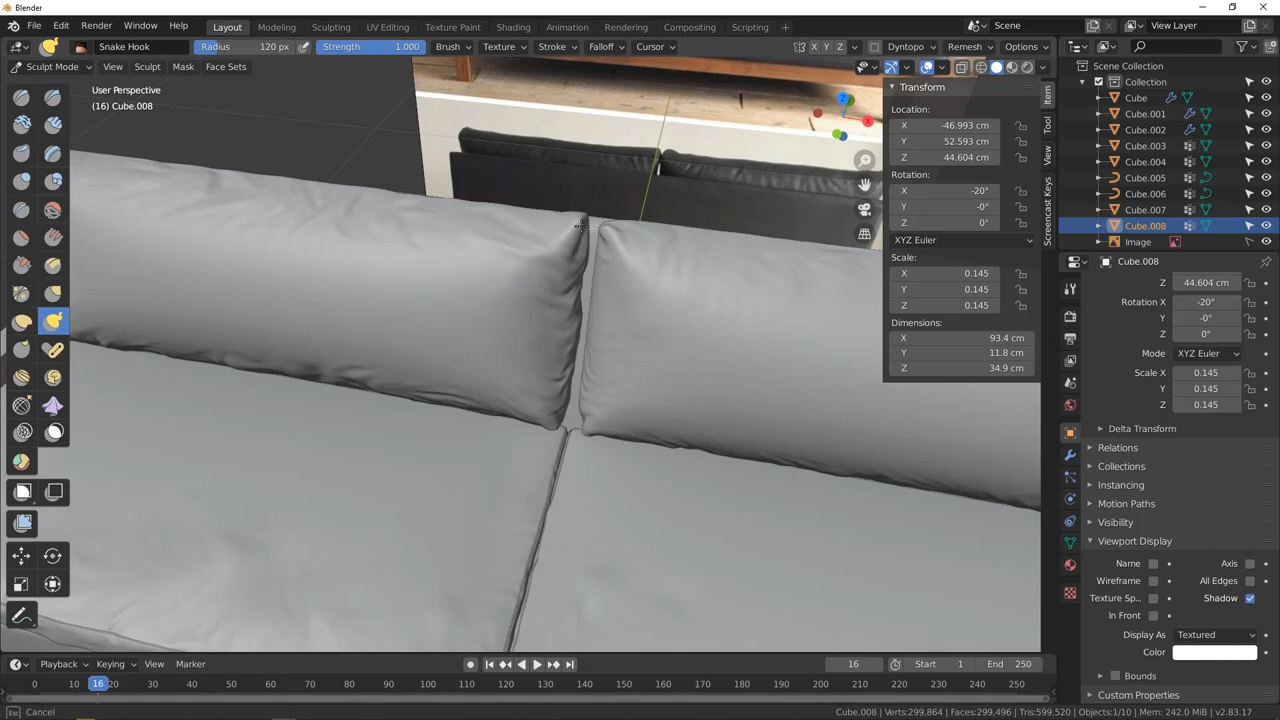 Blender
File Edit Render Window Help Layout Modeling Sculpting UV Editing Texture Paint Shading Animation Rendering Compositing Scripting + Scene View Layer
Snake Hook Radius 120 px Strength 1.000 Brush Texture Stroke Falloff Cursor X Y Z Dyntopo Remesh Options
Sculpt Mode View Sculpt Mask Face Sets
User Perspective
(16) Cube.008
Z
X
Transform
Location:
X -46.993 cm
Y 52.593 cm
Z 44.604 cm
Rotation:
X -20°
Y -0°
Z 0°
XYZ Euler
Scale:
X 0.145
Y 0.145
Z 0.145
Dimensions:
X 93.4 cm
Y 11.8 cm
Z 34.9 cm
Item
Tool
View
Screencast Keys
Scene Collection
Collection
Cube
Cube.001
Cube.002
Cube.003
Cube.004
Cube.005
Cube.006
Cube.007
Cube.008
Image
Cube.008
Z 44.604 cm
Rotation X -20°
Y -0°
Z 0°
Mode XYZ Euler
Scale X 0.145
Y 0.145
Z 0.145
Delta Transform
Relations
Collections
Instancing
Motion Paths
Visibility
Viewport Display
Name Axis
Wireframe All Edges
Texture Sp... Shadow
In Front
Display As Textured
Color
Bounds
Custom Properties
Playback Keying View Marker 16 Start 1 End 250
0 10 16 20 30 40 50 60 70 80 90 100 110 120 130 140 150 160 170 180 190 200 210 220 230 240 250
Cancel Cube.008 | Verts:299,864 | Faces:299,496 | Tris:599,520 | Objects:1/10 | Mem: 242.0 MiB | v2.83.17